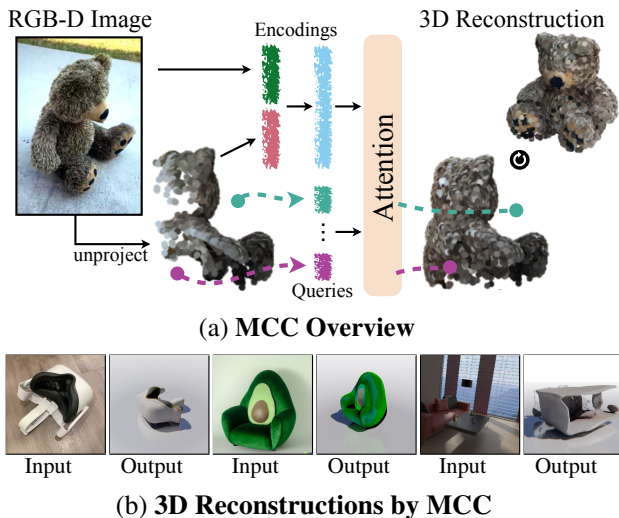 RGB-D Image
Encodings
3D Reconstruction
Attention
unproject
Queries
(a) MCC Overview
Input
Output
Input
Output
Input
Output
(b) 3D Reconstructions by MCC